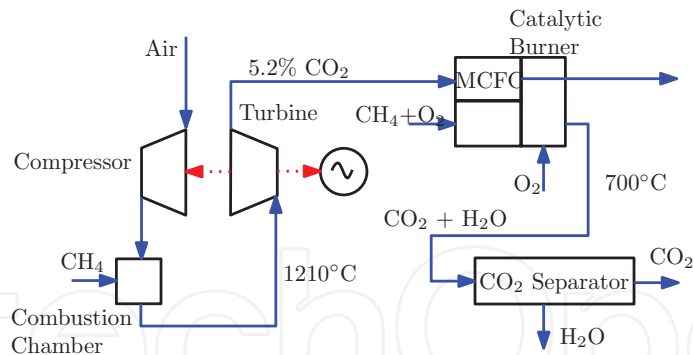 Catalytic
Burner
Air
5.2% CO₂
MCFC
Turbine
CH₄+O₂
Compressor
O₂
700°C
CO₂ + H₂O
CH₄
1210°C
CO₂
CO₂ Separator
Combustion
Chamber
H₂O